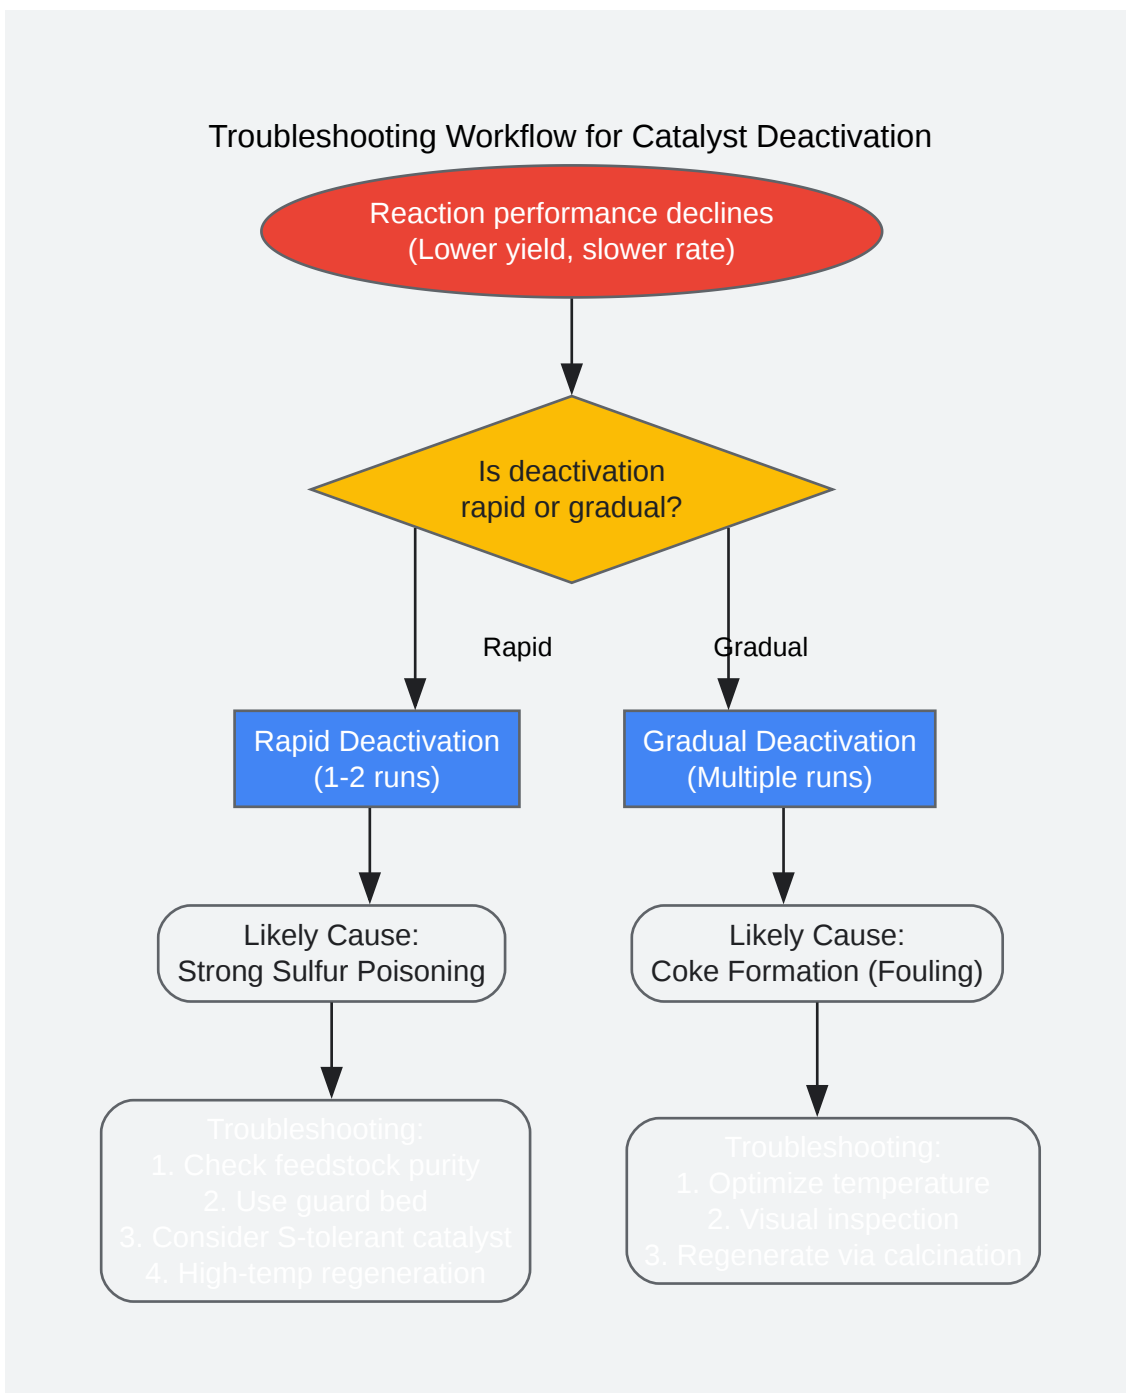 Troubleshooting Workflow for Catalyst Deactivation
Reaction performance declines
(Lower yield, slower rate)
Is deactivation
rapid or gradual?
Rapid
Gradual
Rapid Deactivation
(1-2 runs)
Gradual Deactivation
(Multiple runs)
Likely Cause:
Strong Sulfur Poisoning
Likely Cause:
Coke Formation (Fouling)
Troubleshooting:
1. Check feedstock purity
2. Use guard bed
3. Consider S-tolerant catalyst
4. High-temp regeneration
Troubleshooting:
1. Optimize temperature
2. Visual inspection
3. Regenerate via calcination